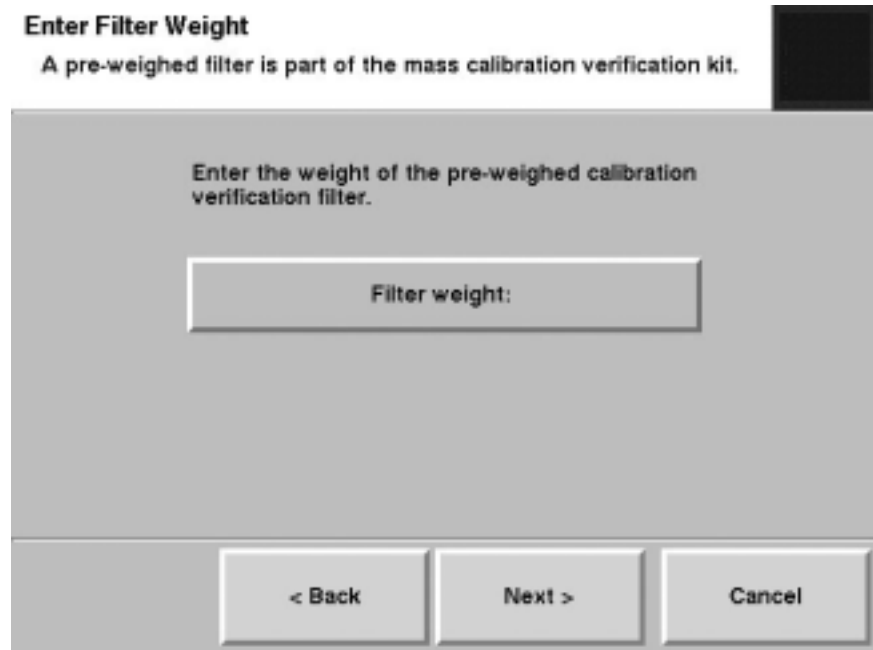 Enter Filter Weight
A pre-weighed filter is part of the mass calibration verification kit.
Enter the weight of the pre-weighed calibration
verification filter.
Filter weight:
< Back
Next >
Cancel